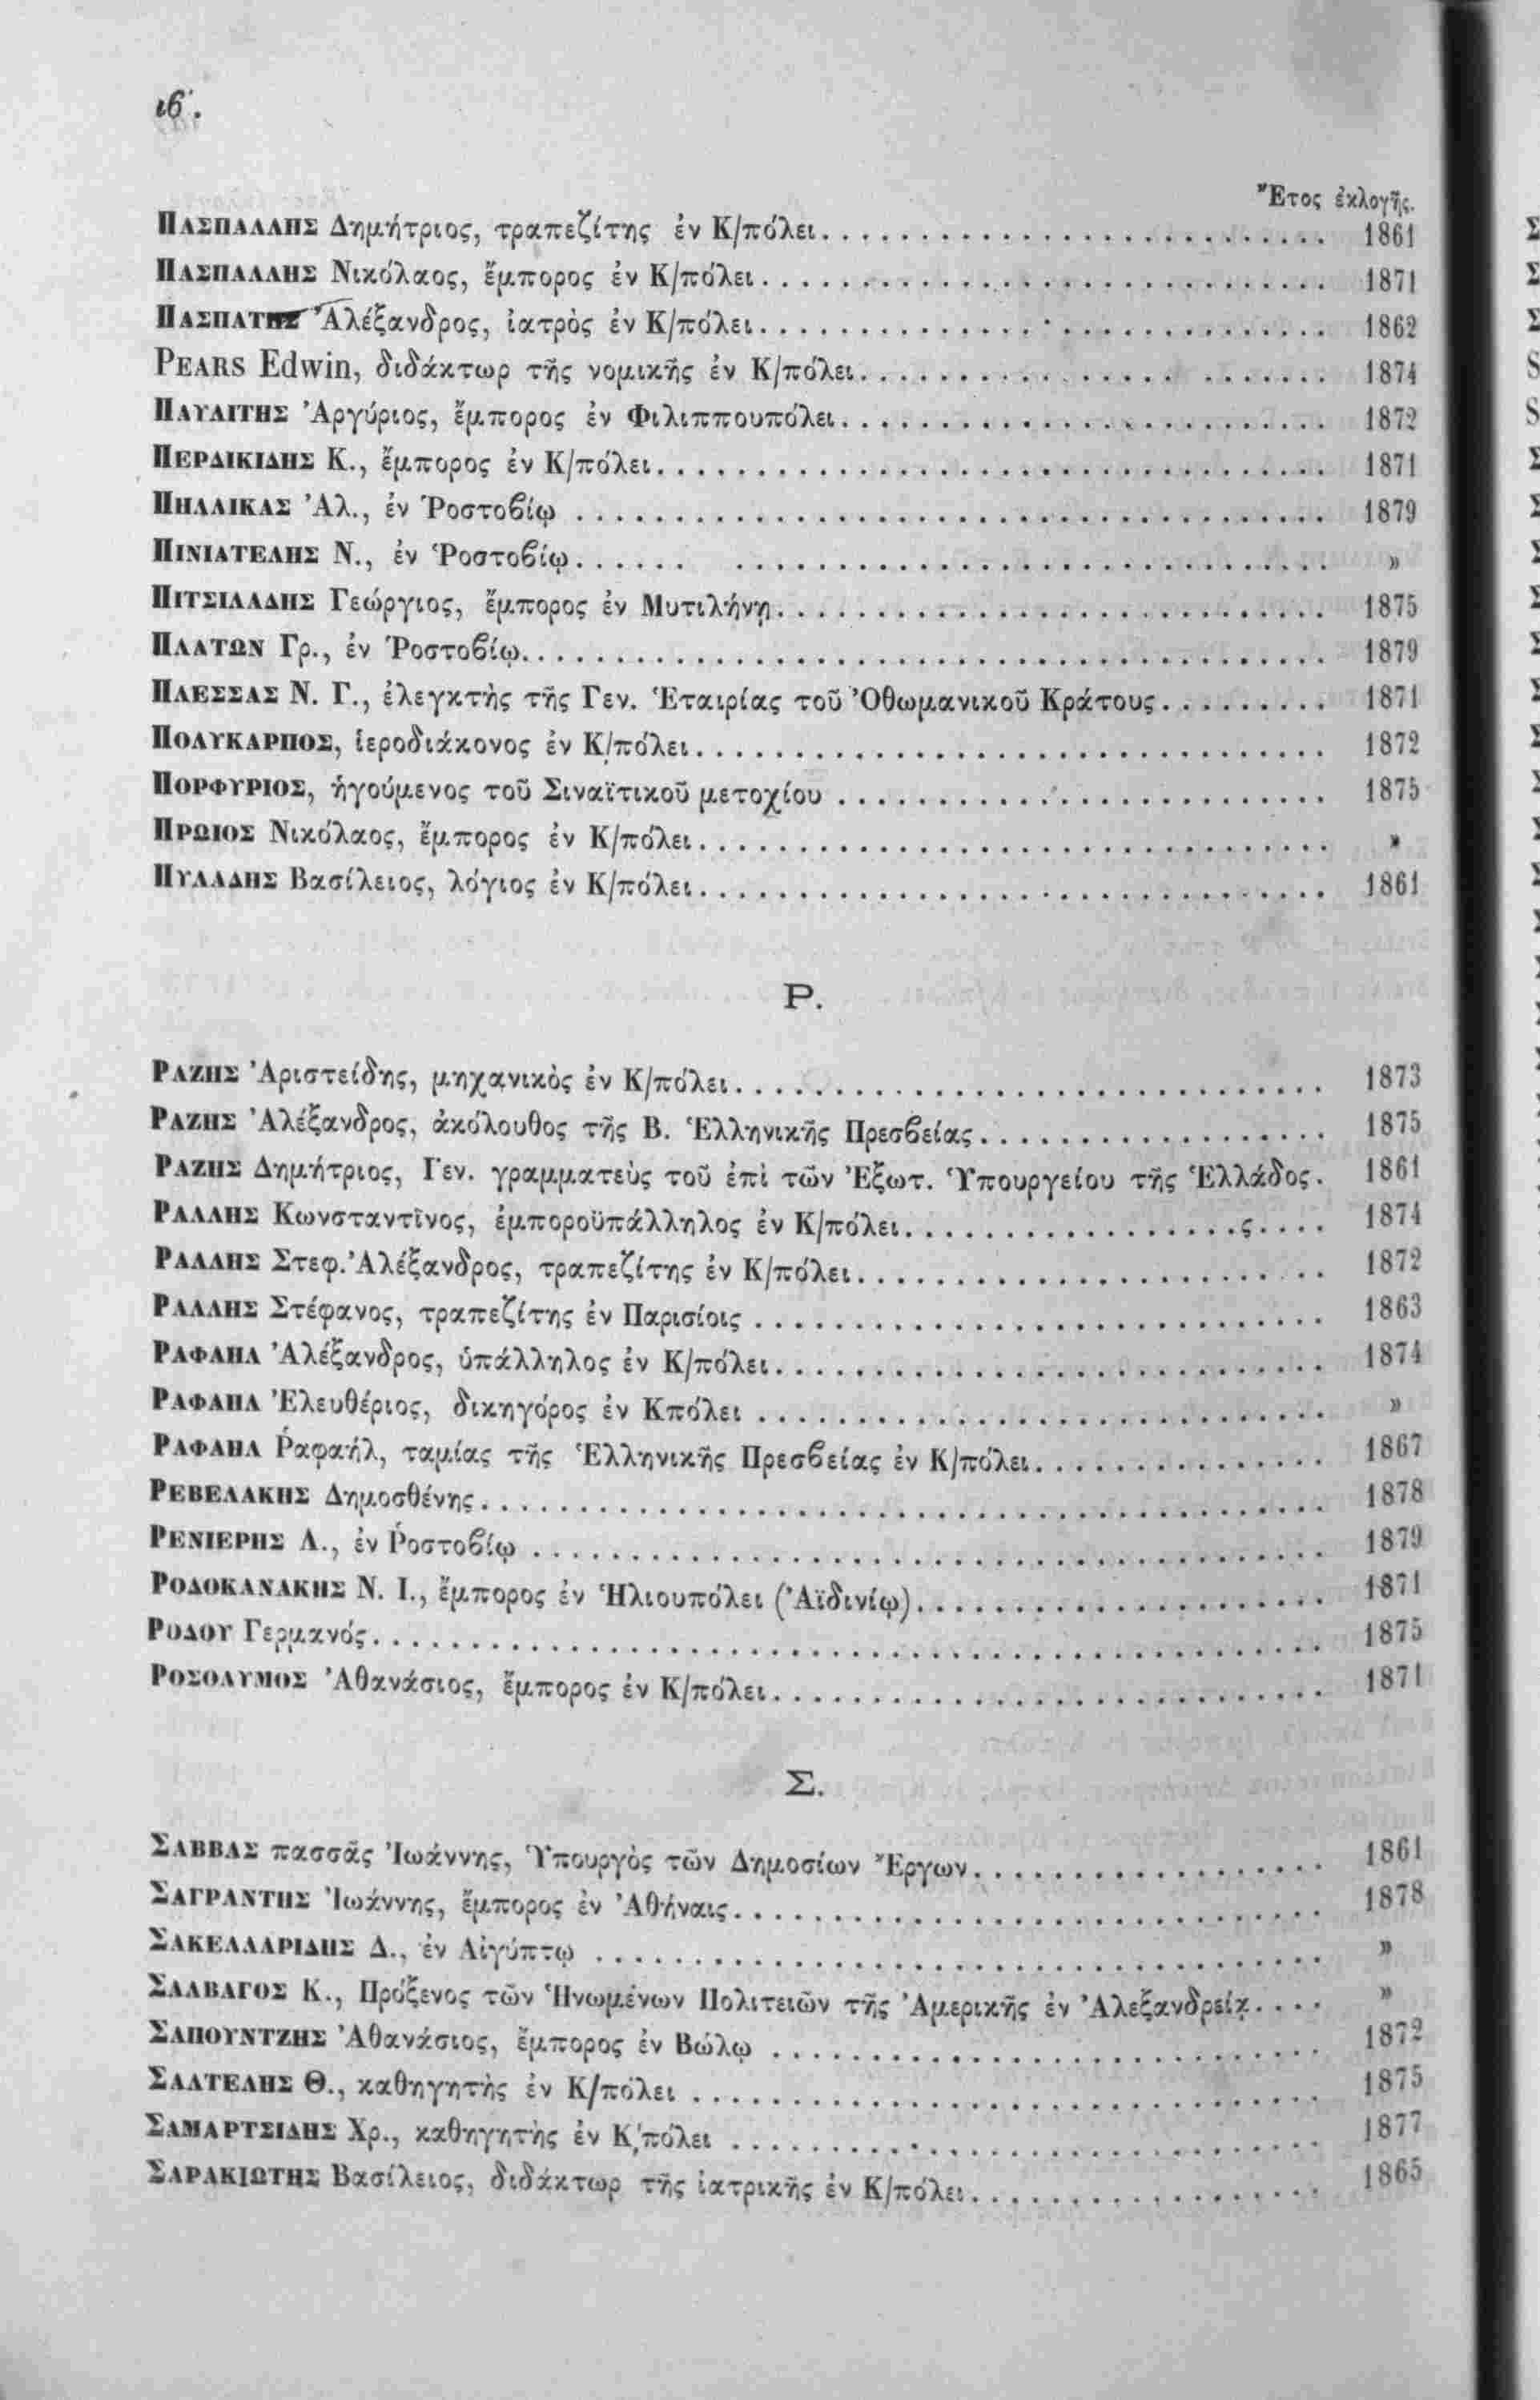 ιϐ΄.
Ἔτος ἐκλογῆς.
ΠΑΣΠΑΛΛΗΣ Δημήτριος, τραπεζίτης ἐν Κ/πόλει. . . . . . . . . . . . . . . . . . . . . . . . . . 1861
ΠΑΣΠΑΛΛΗΣ Νικόλαος, ἔμπορος ἐν Κ/πόλει. . . . . . . . . . . . . . . . . . . . . . . . . . . . 1871
ΠΑΣΠΑΤΗΣ Ἀλέξανδρος, ἰατρὸς ἐν Κ/πόλει. . . . . . . . . . . . . . . . . . . . . . . . . . . . 1862
PEARS Edwin, διδάκτωρ τῆς νομικῆς ἐν Κ/πόλει. . . . . . . . . . . . . . . . . . . . . . . 1874
ΠΑΥΛΙΤΗΣ Ἀργύριος, ἔμπορος ἐν Φιλιππουπόλει. . . . . . . . . . . . . . . . . . . . . . . . 1872
ΠΕΡΔΙΚΙΔΗΣ Κ., ἔμπορος ἐν Κ/πόλει. . . . . . . . . . . . . . . . . . . . . . . . . . . . . . . . . 1871
ΠΗΛΛΙΚΑΣ Ἀλ., ἐν Ῥοστοϐίῳ . . . . . . . . . . . . . . . . . . . . . . . . . . . . . . . . . . . . . 1879
ΠΙΝΙΑΤΕΛΗΣ Ν., ἐν Ῥοστοϐίῳ. . . . . . . . . . . . . . . . . . . . . . . . . . . . . . . . . . . . »
ΠΙΤΣΙΛΑΔΗΣ Γεώργιος, ἔμπορος ἐν Μυτιλήνῃ. . . . . . . . . . . . . . . . . . . . . . . . . . . 1875
ΠΛΑΤΩΝ Γρ., ἐν Ῥοστοϐίῳ. . . . . . . . . . . . . . . . . . . . . . . . . . . . . . . . . . . . . . . . 1879
ΠΛΕΣΣΑΣ Ν. Γ., ἐλεγκτὴς τῆς Γεν. Ἑταιρίας τοῦ Ὀθωμανικοῦ Κράτους. . . . . . . . . 1871
ΠΟΛΥΚΑΡΠΟΣ, ἱεροδιάκονος ἐν Κ/πόλει. . . . . . . . . . . . . . . . . . . . . . . . . . . . . . . 1872
ΠΟΡΦΥΡΙΟΣ, ἡγούμενος τοῦ Σιναϊτικοῦ μετοχίου . . . . . . . . . . . . . . . . . . . . . . . . 1875
ΠΡΩΙΟΣ Νικόλαος, ἔμπορος ἐν Κ/πόλει. . . . . . . . . . . . . . . . . . . . . . . . . . . . . . . »
ΠΥΛΑΔΗΣ Βασίλειος, λόγιος ἐν Κ/πόλει. . . . . . . . . . . . . . . . . . . . . . . . . . . . . . . 1861
Ρ.
ΡΑΖΗΣ Ἀριστείδης, μηχανικὸς ἐν Κ/πόλει. . . . . . . . . . . . . . . . . . . . . . . . . . . . . 1873
ΡΑΖΗΣ Ἀλέξανδρος, ἀκόλουθος τῆς Β. Ἑλληνικῆς Πρεσϐείας. . . . . . . . . . . . . . . . . . 1875
ΡΑΖΗΣ Δημήτριος, Γεν. γραμματεὺς τοῦ ἐπὶ τῶν Ἐξωτ. Ὑπουργείου τῆς Ἑλλάδος. 1861
ΡΑΛΛΗΣ Κωνσταντῖνος, ἐμποροϋπάλληλος ἐν Κ/πόλει. . . . . . . . . . . . . . . . . ς. . . . 1874
ΡΑΛΛΗΣ Στεφ. Ἀλέξανδρος, τραπεζίτης ἐν Κ/πόλει. . . . . . . . . . . . . . . . . . . . . . . . 1872
ΡΑΛΛΗΣ Στέφανος, τραπεζίτης ἐν Παρισίοις . . . . . . . . . . . . . . . . . . . . . . . . . . . . 1863
ΡΑΦΑΗΛ Ἀλέξανδρος, ὑπάλληλος ἐν Κ/πόλει. . . . . . . . . . . . . . . . . . . . . . . . . . . . 1874
ΡΑΦΑΗΛ Ἐλευθέριος, δικηγόρος ἐν Κπόλει . . . . . . . . . . . . . . . . . . . . . . . . . . . . »
ΡΑΦΑΗΛ Ῥαφαήλ, ταμίας τῆς Ἑλληνικῆς Πρεσϐείας ἐν Κ/πόλει. . . . . . . . . . . . . . . 1867
ΡΕΒΕΛΑΚΗΣ Δημοσθένης. . . . . . . . . . . . . . . . . . . . . . . . . . . . . . . . . . . . . . . . . . 1878
ΡΕΝΙΕΡΗΣ Λ., ἐν Ῥοστοϐίῳ . . . . . . . . . . . . . . . . . . . . . . . . . . . . . . . . . . . . . . . 1879
ΡΟΔΟΚΑΝΑΚΗΣ Ν. Ι., ἔμπορος ἐν Ἡλιουπόλει (Ἀϊδινίῳ). . . . . . . . . . . . . . . . . . . . . 1871
ΡΟΔΟΥ Γερμανός. . . . . . . . . . . . . . . . . . . . . . . . . . . . . . . . . . . . . . . . . . . . . . . 1875
ΡΟΣΟΛΥΜΟΣ Ἀθανάσιος, ἔμπορος ἐν Κ/πόλει. . . . . . . . . . . . . . . . . . . . . . . . . . . . 1871
Σ.
ΣΑΒΒΑΣ πασσᾶς Ἰωάννης, Ὑπουργὸς τῶν Δημοσίων Ἔργων. . . . . . . . . . . . . . . . . . 1861
ΣΑΓΡΑΝΤΗΣ Ἰωάννης, ἔμπορος ἐν Ἀθήναις. . . . . . . . . . . . . . . . . . . . . . . . . . . . . . 1878
ΣΑΚΕΛΛΑΡΙΔΗΣ Δ., ἐν Αἰγύπτῳ . . . . . . . . . . . . . . . . . . . . . . . . . . . . . . . . . . . . »
ΣΑΛΒΑΓΟΣ Κ., Πρόξενος τῶν Ἡνωμένων Πολιτειῶν τῆς Ἀμερικῆς ἐν Ἀλεξανδρείᾳ. . . . »
ΣΑΠΟΥΝΤΖΗΣ Ἀθανάσιος, ἔμπορος ἐν Βώλῳ . . . . . . . . . . . . . . . . . . . . . . . . . . . . 1872
ΣΑΛΤΕΛΗΣ Θ., καθηγητὴς ἐν Κ/πόλει . . . . . . . . . . . . . . . . . . . . . . . . . . . . . . . . 1875
ΣΑΜΑΡΤΣΙΔΗΣ Χρ., καθηγητὴς ἐν Κ/πόλει . . . . . . . . . . . . . . . . . . . . . . . . . . . . . . 1877
ΣΑΡΑΚΙΩΤΗΣ Βασίλειος, διδάκτωρ τῆς ἰατρικῆς ἐν Κ/πόλει. . . . . . . . . . . . . . . . . . 1865